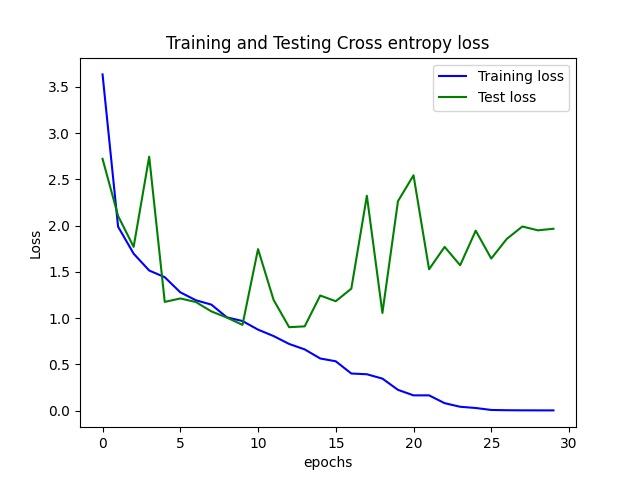 Training and Testing Cross entropy loss
Training loss
Test loss
Loss
3.5
3.0
2.5
2.0
1.5
1.0
0.5
0.0
0 5 10 15 20 25 30
epochs